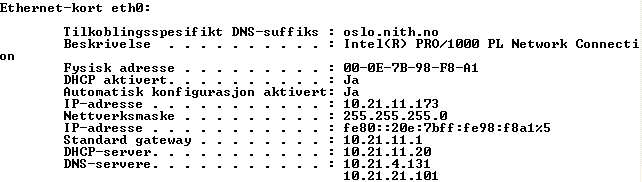 Ethernet-kort eth0:
Tilkoblingsspesifikt DNS-suffiks : oslo.nith.no
Beskrivelse . . . . . . . . . . . : Intel(R) PRO/1000 PL Network Connecti
on
Fysisk adresse . . . . . . . . . : 00-0E-7B-98-F8-A1
DHCP aktivert. . . . . . . . . . : Ja
Automatisk konfigurasjon aktivert: Ja
IP-adresse . . . . . . . . . . . : 10.21.11.173
Nettverksmaske . . . . . . . . . : 255.255.255.0
IP-adresse . . . . . . . . . . . : fe80::20e:7bff:fe98:f8a1%5
Standard gateway . . . . . . . . : 10.21.11.1
DHCP-server. . . . . . . . . . . : 10.21.11.20
DNS-servere. . . . . . . . . . . : 10.21.4.131
10.21.21.101